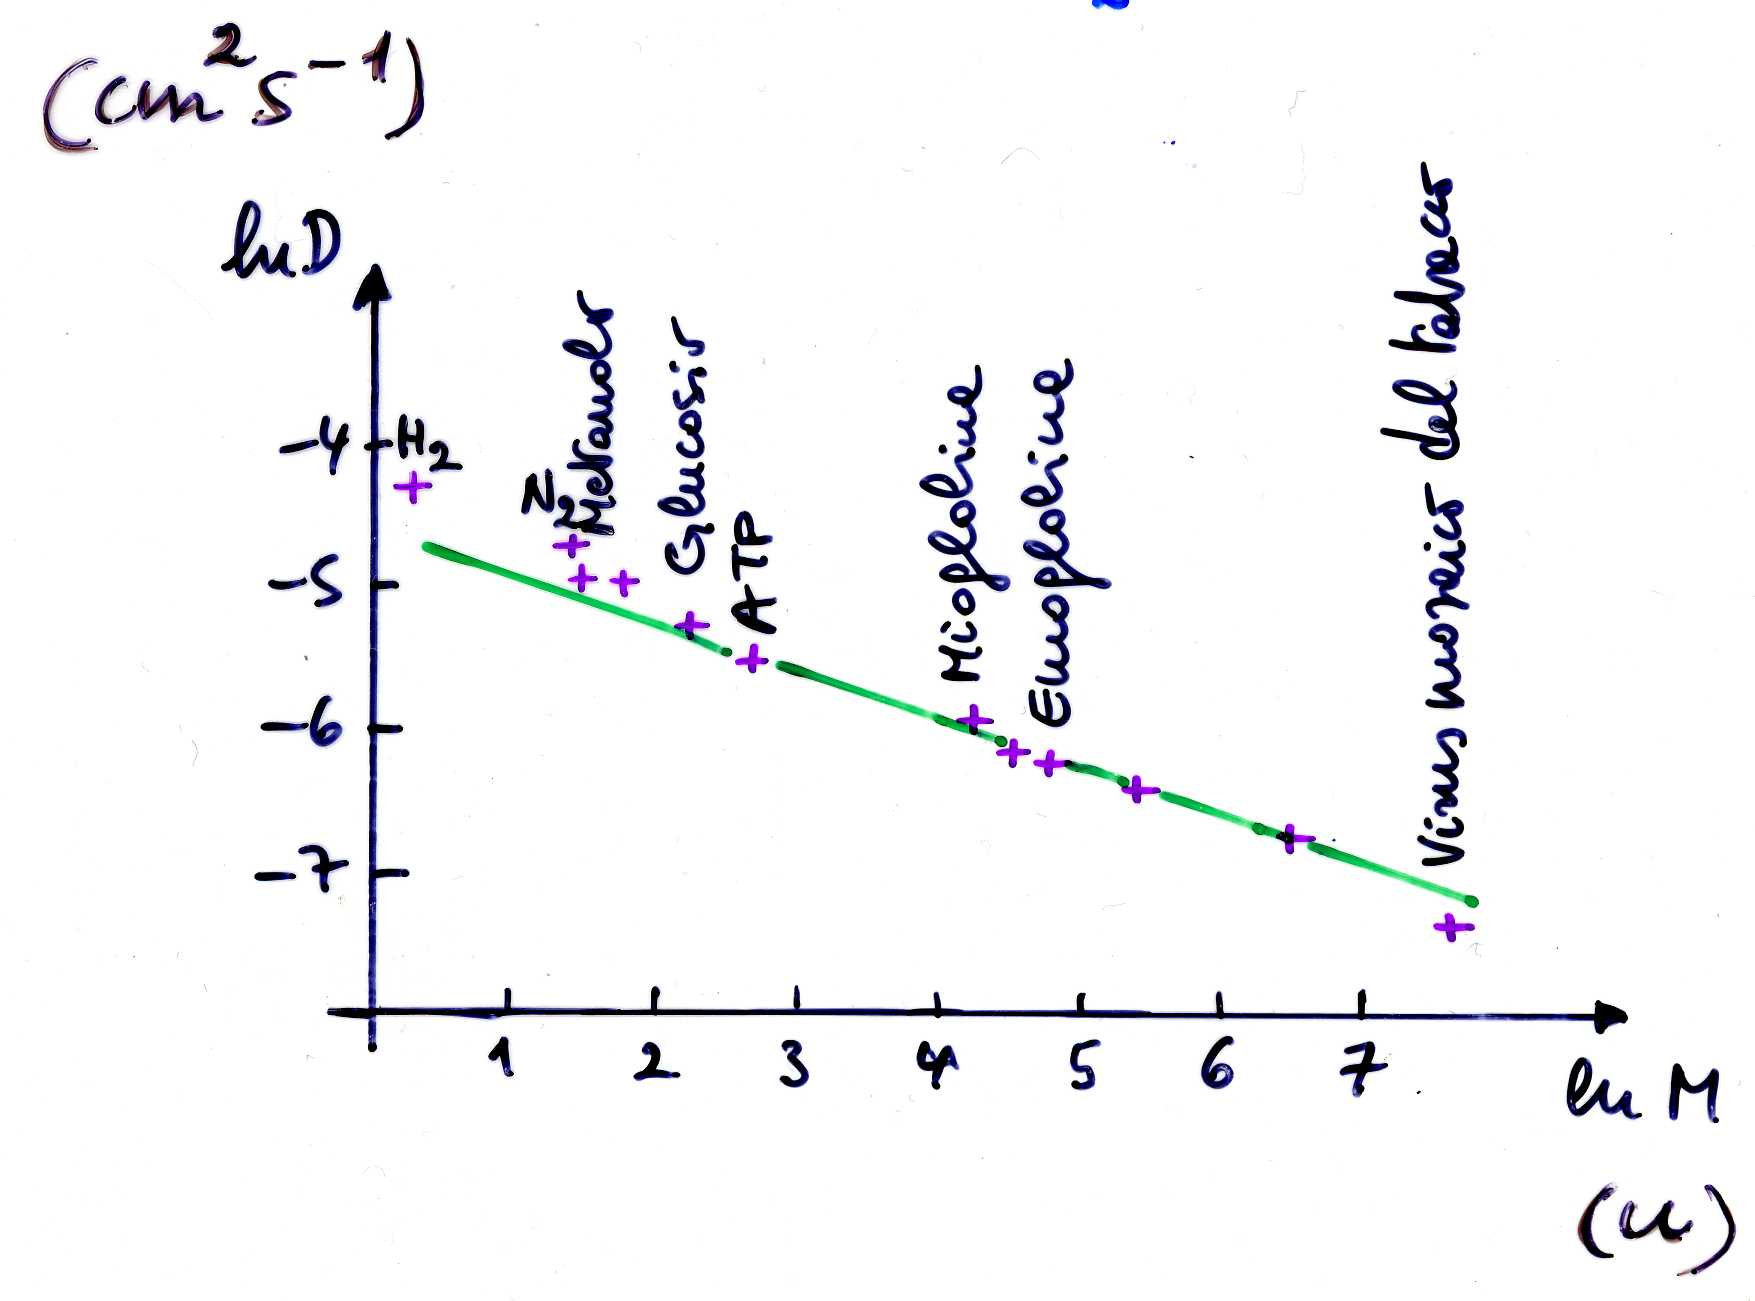 (cm²s⁻¹)
ln D
-4
H₂
N₂
Metanolo
Glucosio
ATP
Mioglobina
Emoglobina
Virus mosaico del tabacco
-5
-6
-7
1 2 3 4 5 6 7
ln M
(u)